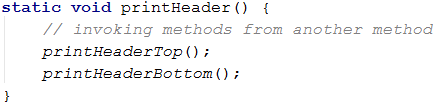 static void printHeader() {
// invoking methods from another method
printHeaderTop();
printHeaderBottom();
}